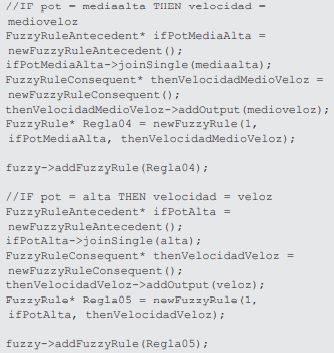 //IF pot = mediaalta THEN velocidad =
medioveloz
FuzzyRuleAntecedent* ifPotMediaAlta =
newFuzzyRuleAntecedent();
ifPotMediaAlta->joinSingle(mediaalta);
FuzzyRuleConsequent* thenVelocidadMedioVeloz =
newFuzzyRuleConsequent();
thenVelocidadMedioVeloz->addOutput(medioveloz);
FuzzyRule* Regla04 = newFuzzyRule(1,
ifPotMediaAlta, thenVelocidadMedioVeloz);
fuzzy->addFuzzyRule(Regla04);
//IF pot = alta THEN velocidad = veloz
FuzzyRuleAntecedent* ifPotAlta =
newFuzzyRuleAntecedent();
ifPotAlta->joinSingle(alta);
FuzzyRuleConsequent* thenVelocidadVeloz =
newFuzzyRuleConsequent();
thenVelocidadVeloz->addOutput(veloz);
FuzzyRule* Regla05 = newFuzzyRule(1,
ifPotAlta, thenVelocidadVeloz);
fuzzy->addFuzzyRule(Regla05);